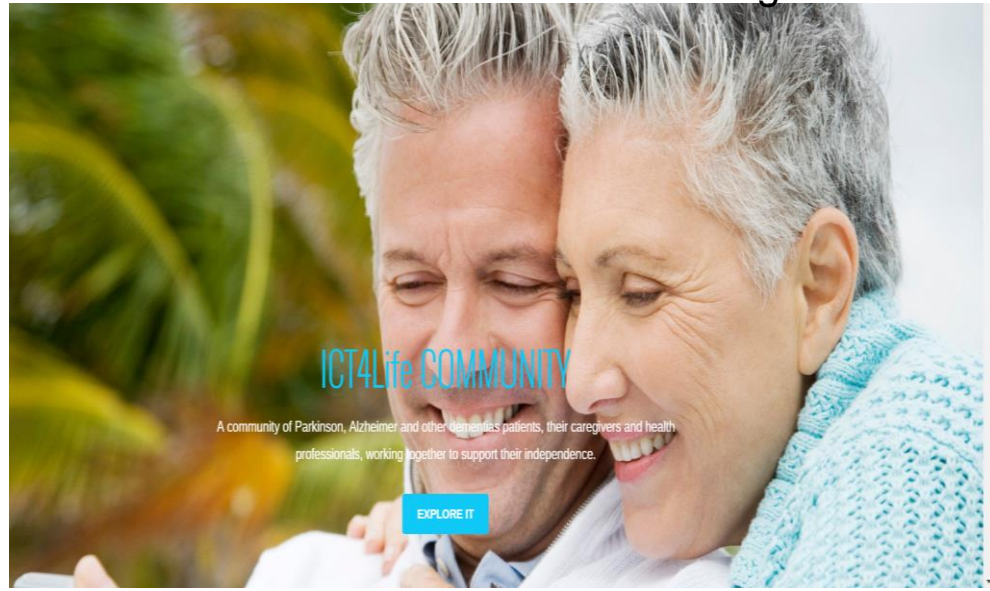 ICT4Life COMMUNITY
A community of Parkinson, Alzheimer and other dementias patients, their caregivers and health
professionals, working together to support their independence.
EXPLORE IT